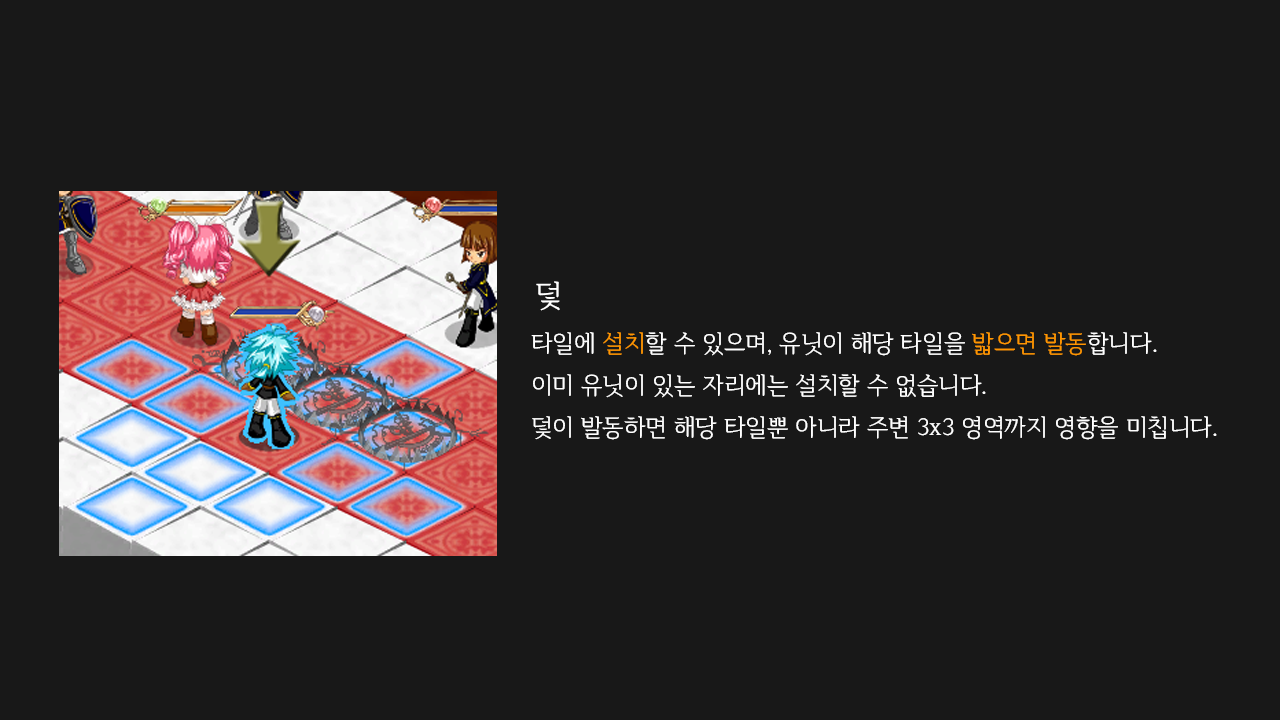 덫
타일에 설치할 수 있으며, 유닛이 해당 타일을 밟으면 발동합니다.
이미 유닛이 있는 자리에는 설치할 수 없습니다.
덫이 발동하면 해당 타일뿐 아니라 주변 3x3 영역까지 영향을 미칩니다.